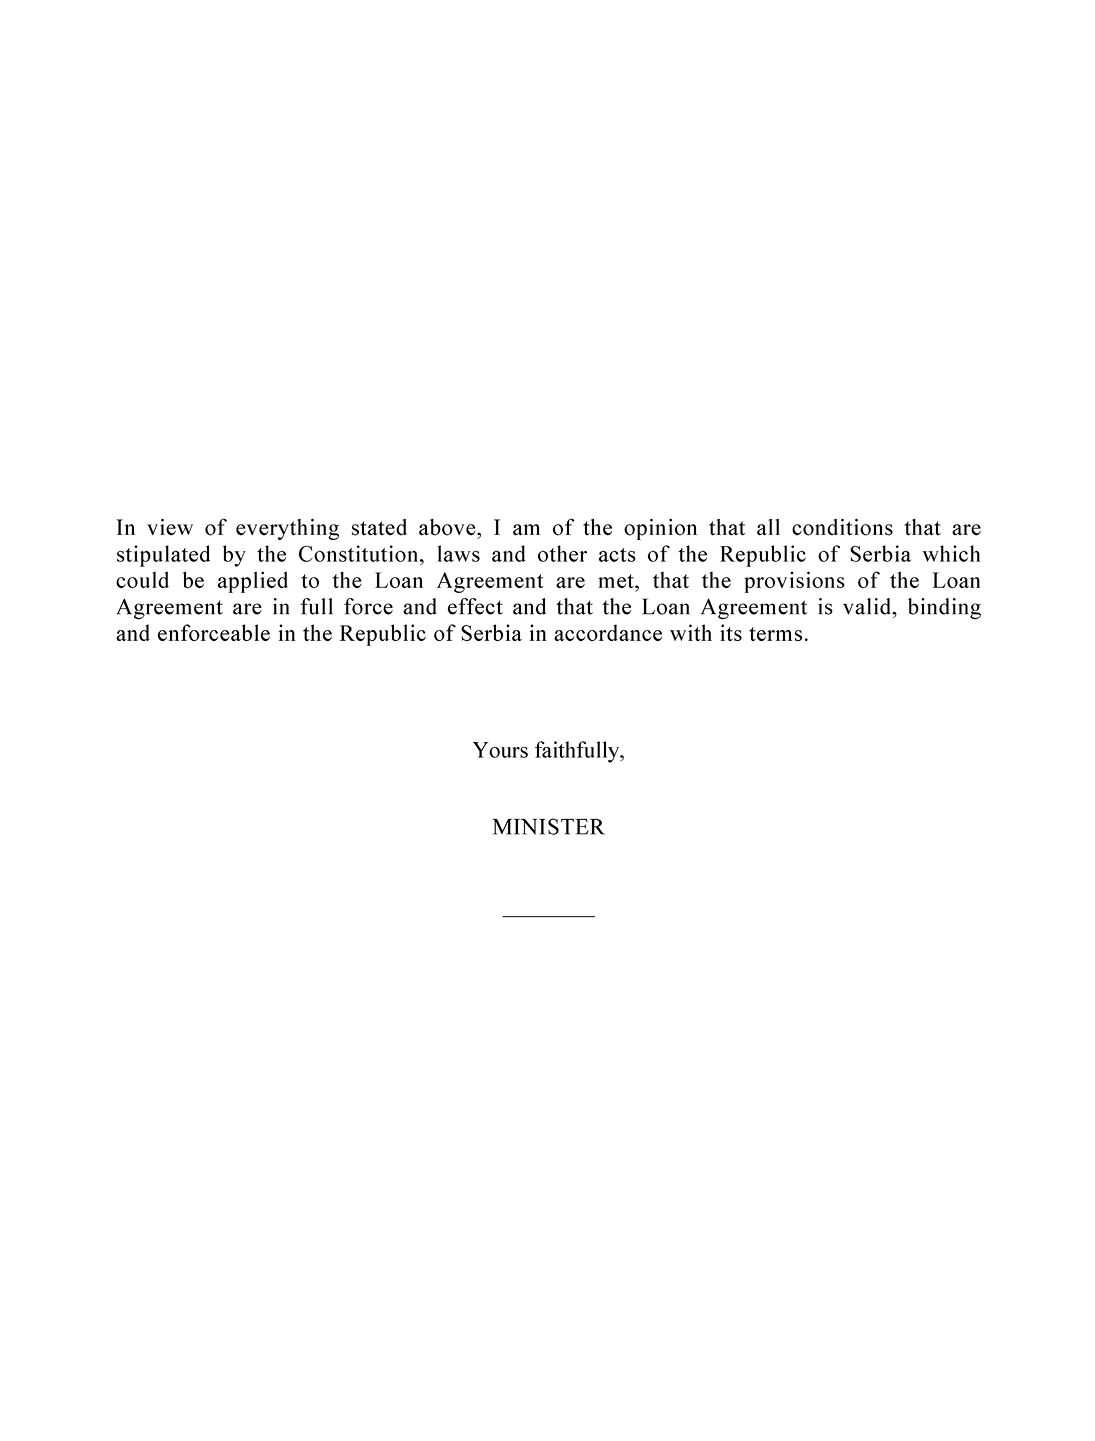 In view of everything stated above, I am of the opinion that all conditions that are
stipulated by the Constitution, laws and other acts of the Republic of Serbia which
could be applied to the Loan Agreement are met, that the provisions of the Loan
Agreement are in full force and effect and that the Loan Agreement is valid, binding
and enforceable in the Republic of Serbia in accordance with its terms.
Yours faithfully,
MINISTER
________